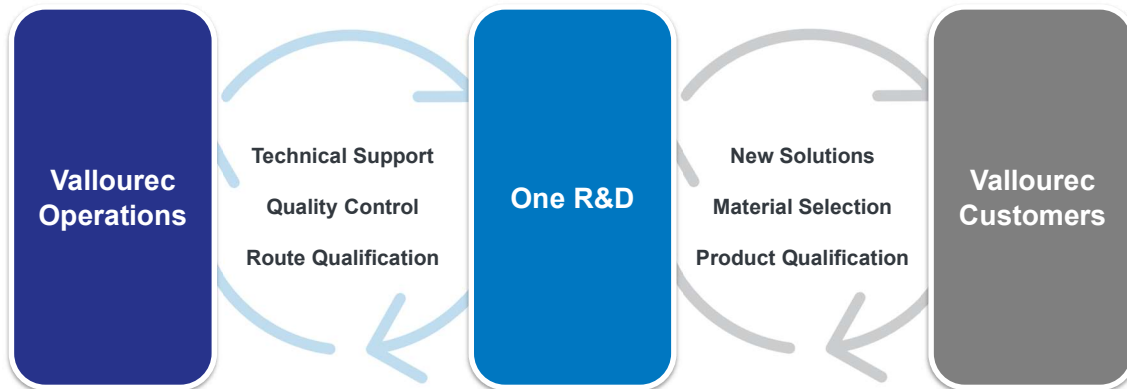 Vallourec
Operations
Technical Support
Quality Control
Route Qualification
One R&D
New Solutions
Material Selection
Product Qualification
Vallourec
Customers